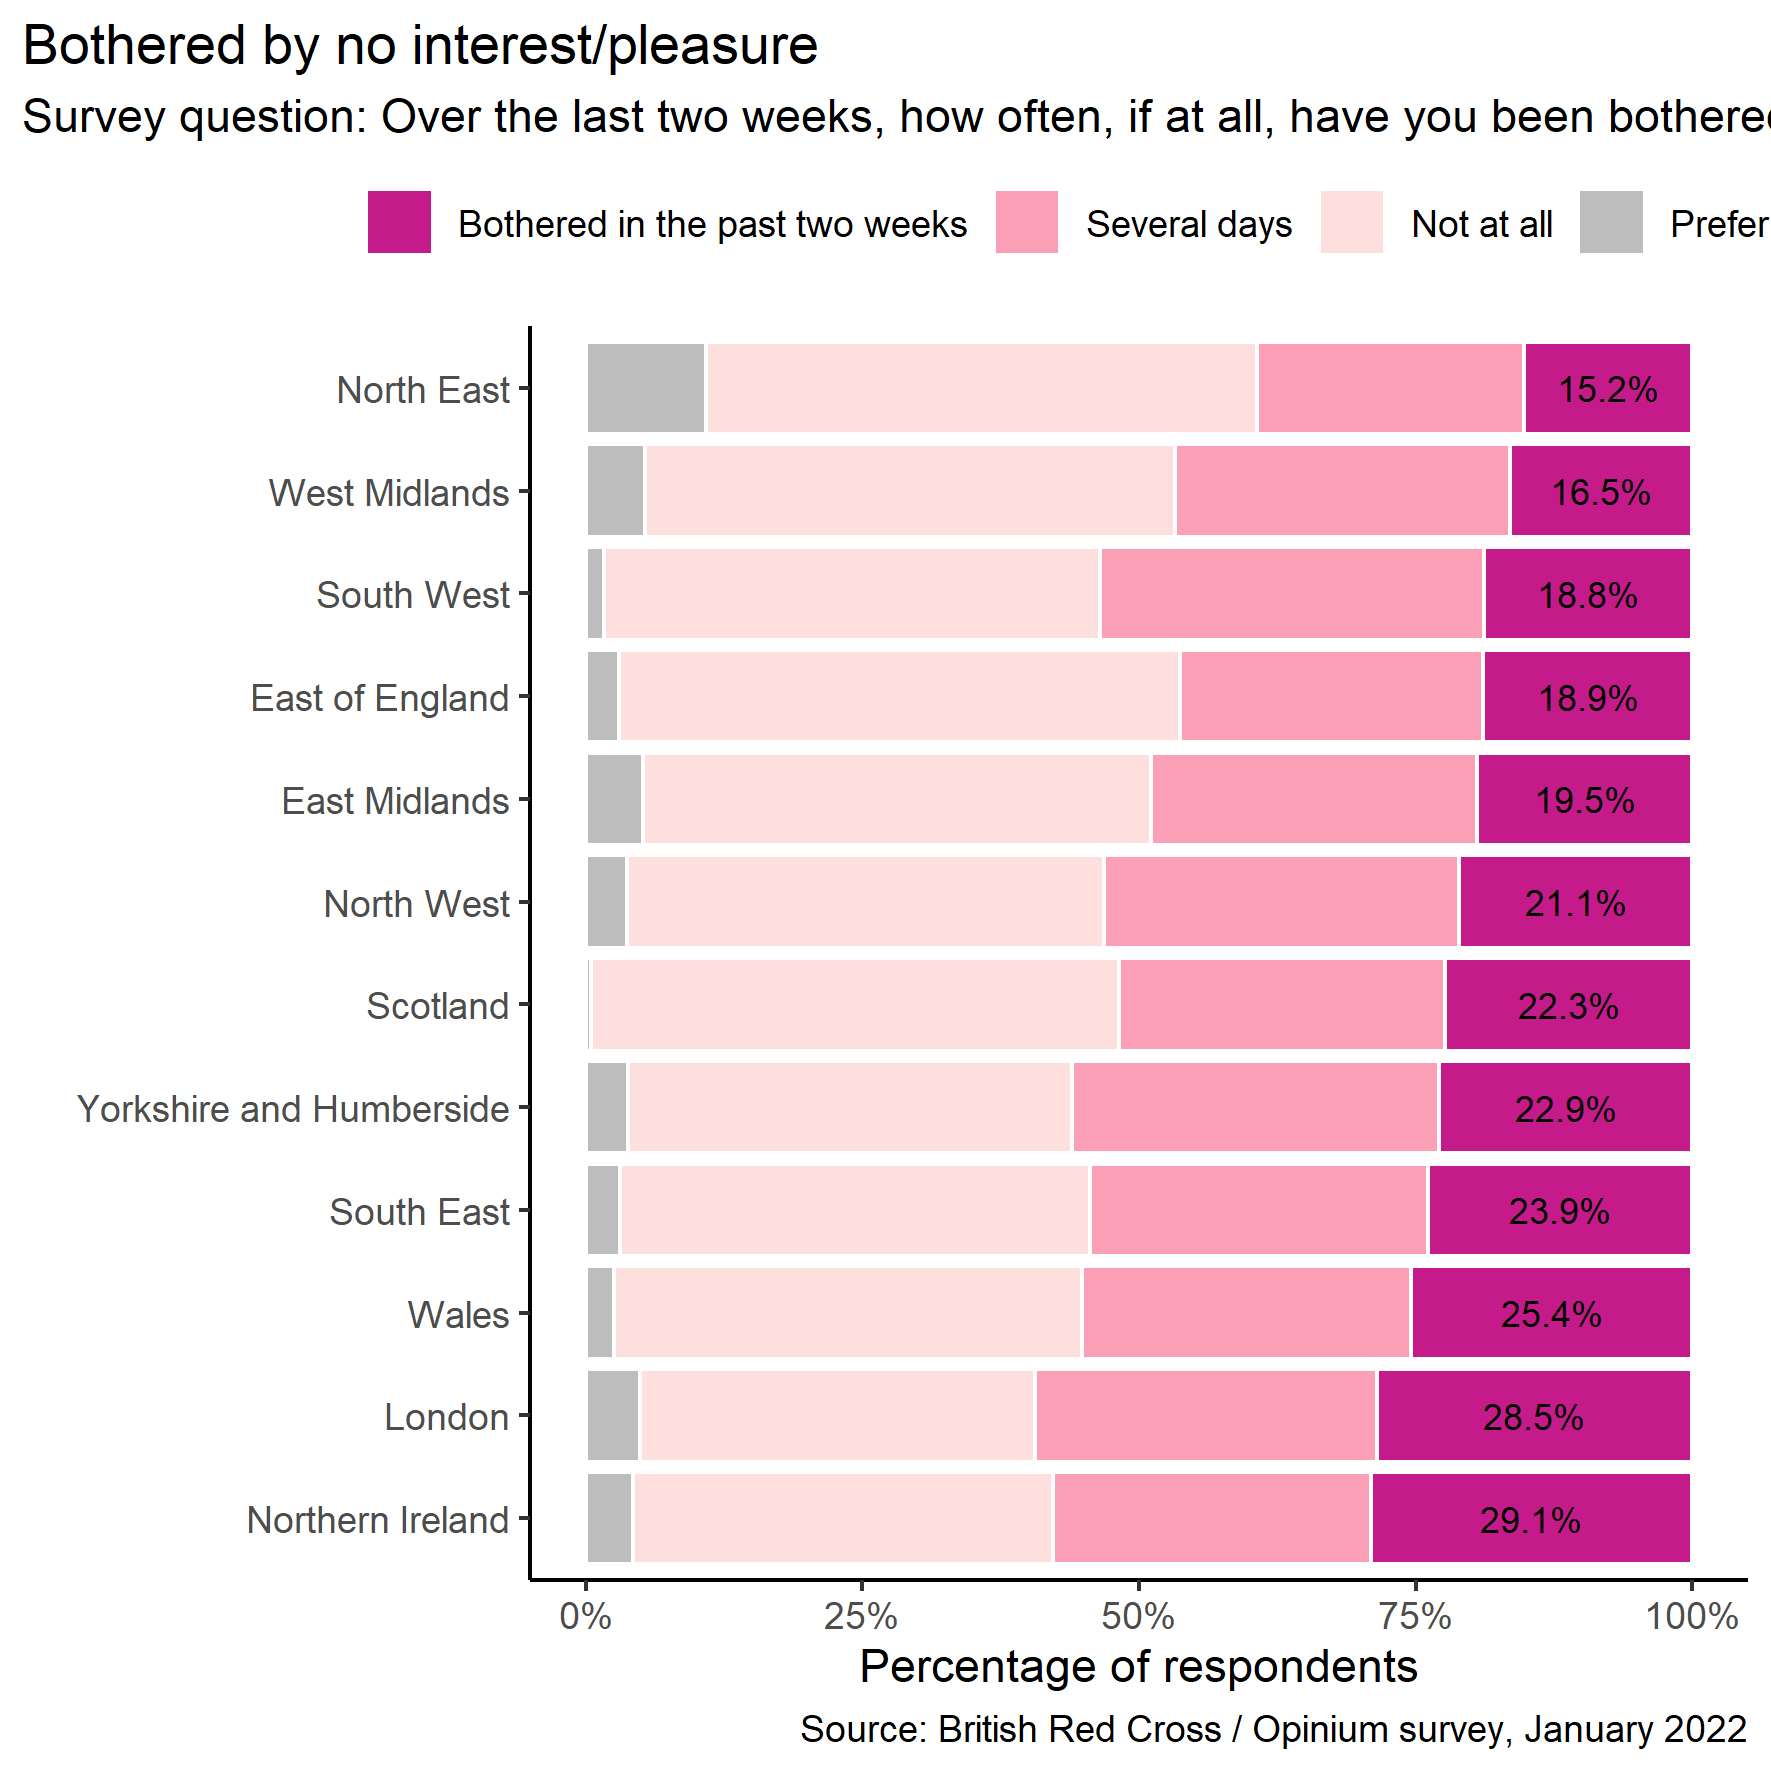 Bothered by no interest/pleasure
Survey question: Over the last two weeks, how often, if at all, have you been bothered
Bothered in the past two weeks Several days Not at all Prefer
North East 15.2%
West Midlands 16.5%
South West 18.8%
East of England 18.9%
East Midlands 19.5%
North West 21.1%
Scotland 22.3%
Yorkshire and Humberside 22.9%
South East 23.9%
Wales 25.4%
London 28.5%
Northern Ireland 29.1%
0% 25% 50% 75% 100%
Percentage of respondents
Source: British Red Cross / Opinium survey, January 2022